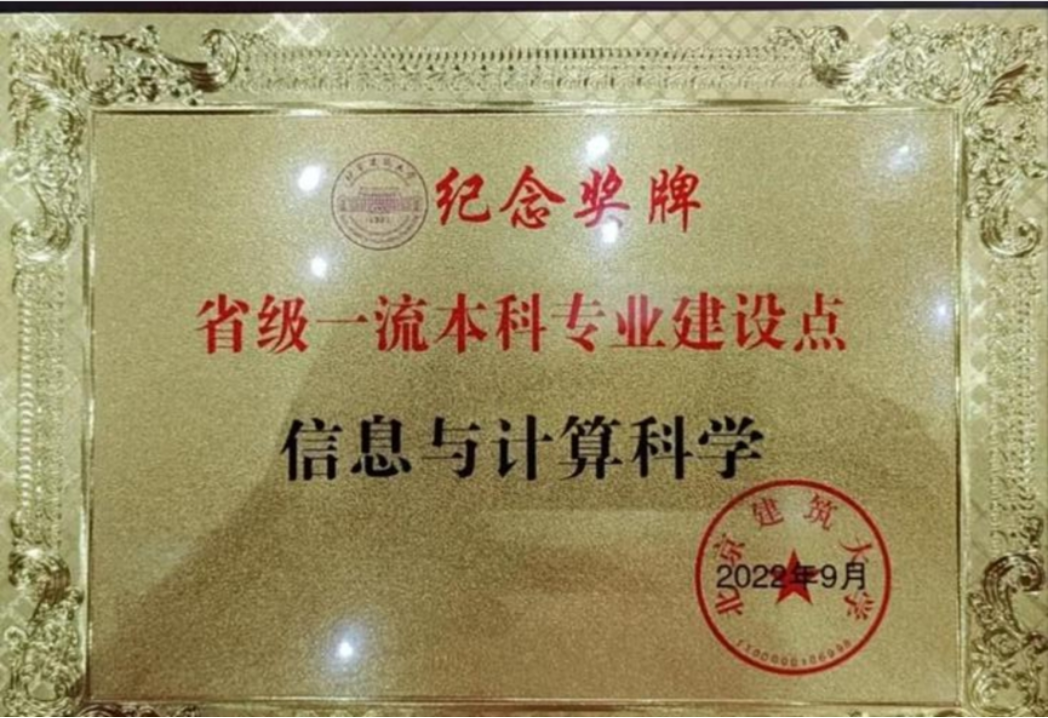 纪念奖牌
省级一流本科专业建设点
信息与计算科学
北京建筑大学
2022年9月